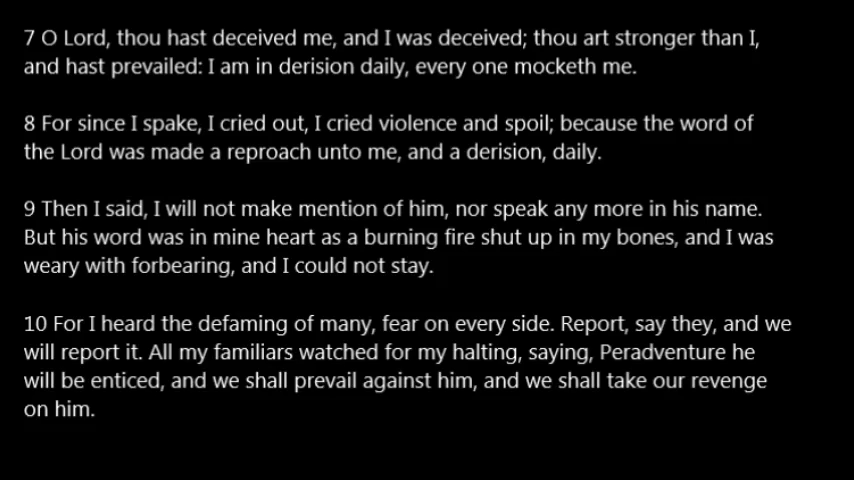 7 O Lord, thou hast deceived me, and I was deceived; thou art stronger than I,
and hast prevailed: I am in derision daily, every one mocketh me.
8 For since I spake, I cried out, I cried violence and spoil; because the word of
the Lord was made a reproach unto me, and a derision, daily.
9 Then I said, I will not make mention of him, nor speak any more in his name.
But his word was in mine heart as a burning fire shut up in my bones, and I was
weary with forbearing, and I could not stay.
10 For I heard the defaming of many, fear on every side. Report, say they, and we
will report it. All my familiars watched for my halting, saying, Peradventure he
will be enticed, and we shall prevail against him, and we shall take our revenge
on him.